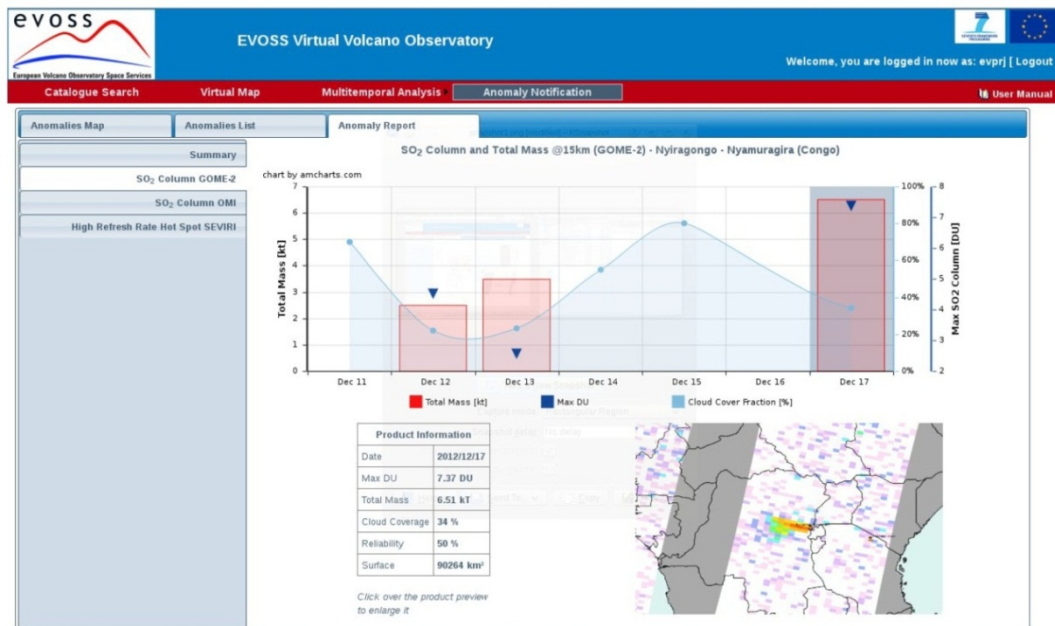 evoss
European Volcano Observatory Space Services
EVOSS Virtual Volcano Observatory
Welcome, you are logged in now as: evprj [ Logout
Catalogue Search Virtual Map Multitemporal Analysis Anomaly Notification User Manual
Anomalies Map Anomalies List Anomaly Report
Summary
SO₂ Column GOME-2
SO₂ Column OMI
High Refresh Rate Hot Spot SEVIRI
SO₂ Column and Total Mass @15km (GOME-2) - Nyiragongo - Nyamuragira (Congo)
chart by amcharts.com
Total Mass [kt]
7
6
5
4
3
2
1
0
100%
80%
60%
40%
20%
0%
8
7
6
5
4
3
2
Max SO2 Column [DU]
Dec 11 Dec 12 Dec 13 Dec 14 Dec 15 Dec 16 Dec 17
Total Mass [kt] Max DU Cloud Cover Fraction [%]
Capture mode: Rectangular Region
No delay
Product Information
Date 2012/12/17
Max DU 7.37 DU
Total Mass 6.51 kT
Cloud Coverage 34 %
Reliability 50 %
Surface 90264 km²
Click over the product preview
to enlarge it